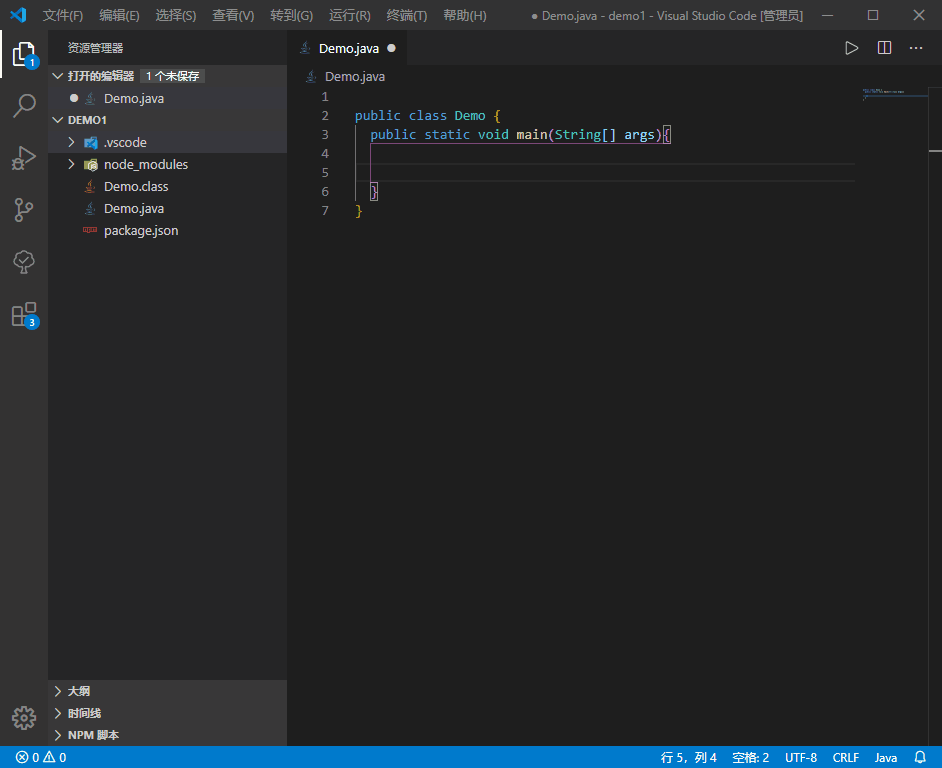 文件(F) 编辑(E) 选择(S) 查看(V) 转到(G) 运行(R) 终端(T) 帮助(H) ● Demo.java - demo1 - Visual Studio Code [管理员]
资源管理器
打开的编辑器 1 个未保存
Demo.java
DEMO1
.vscode
node_modules
Demo.class
Demo.java
package.json
大纲
时间线
NPM 脚本
1
3
Demo.java ●
Demo.java
1
2 public class Demo {
3 public static void main(String[] args){
4
5
6 }
7 }
0 0 行 5，列 4 空格: 2 UTF-8 CRLF Java